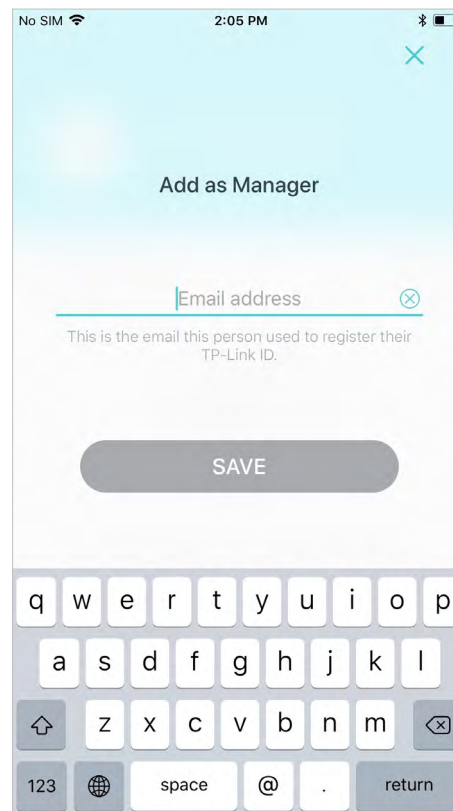 No SIM 2:05 PM
Add as Manager
Email address
This is the email this person used to register their
TP-Link ID.
SAVE
q w e r t y u i o p
a s d f g h j k l
z x c v b n m
123 space @ . return